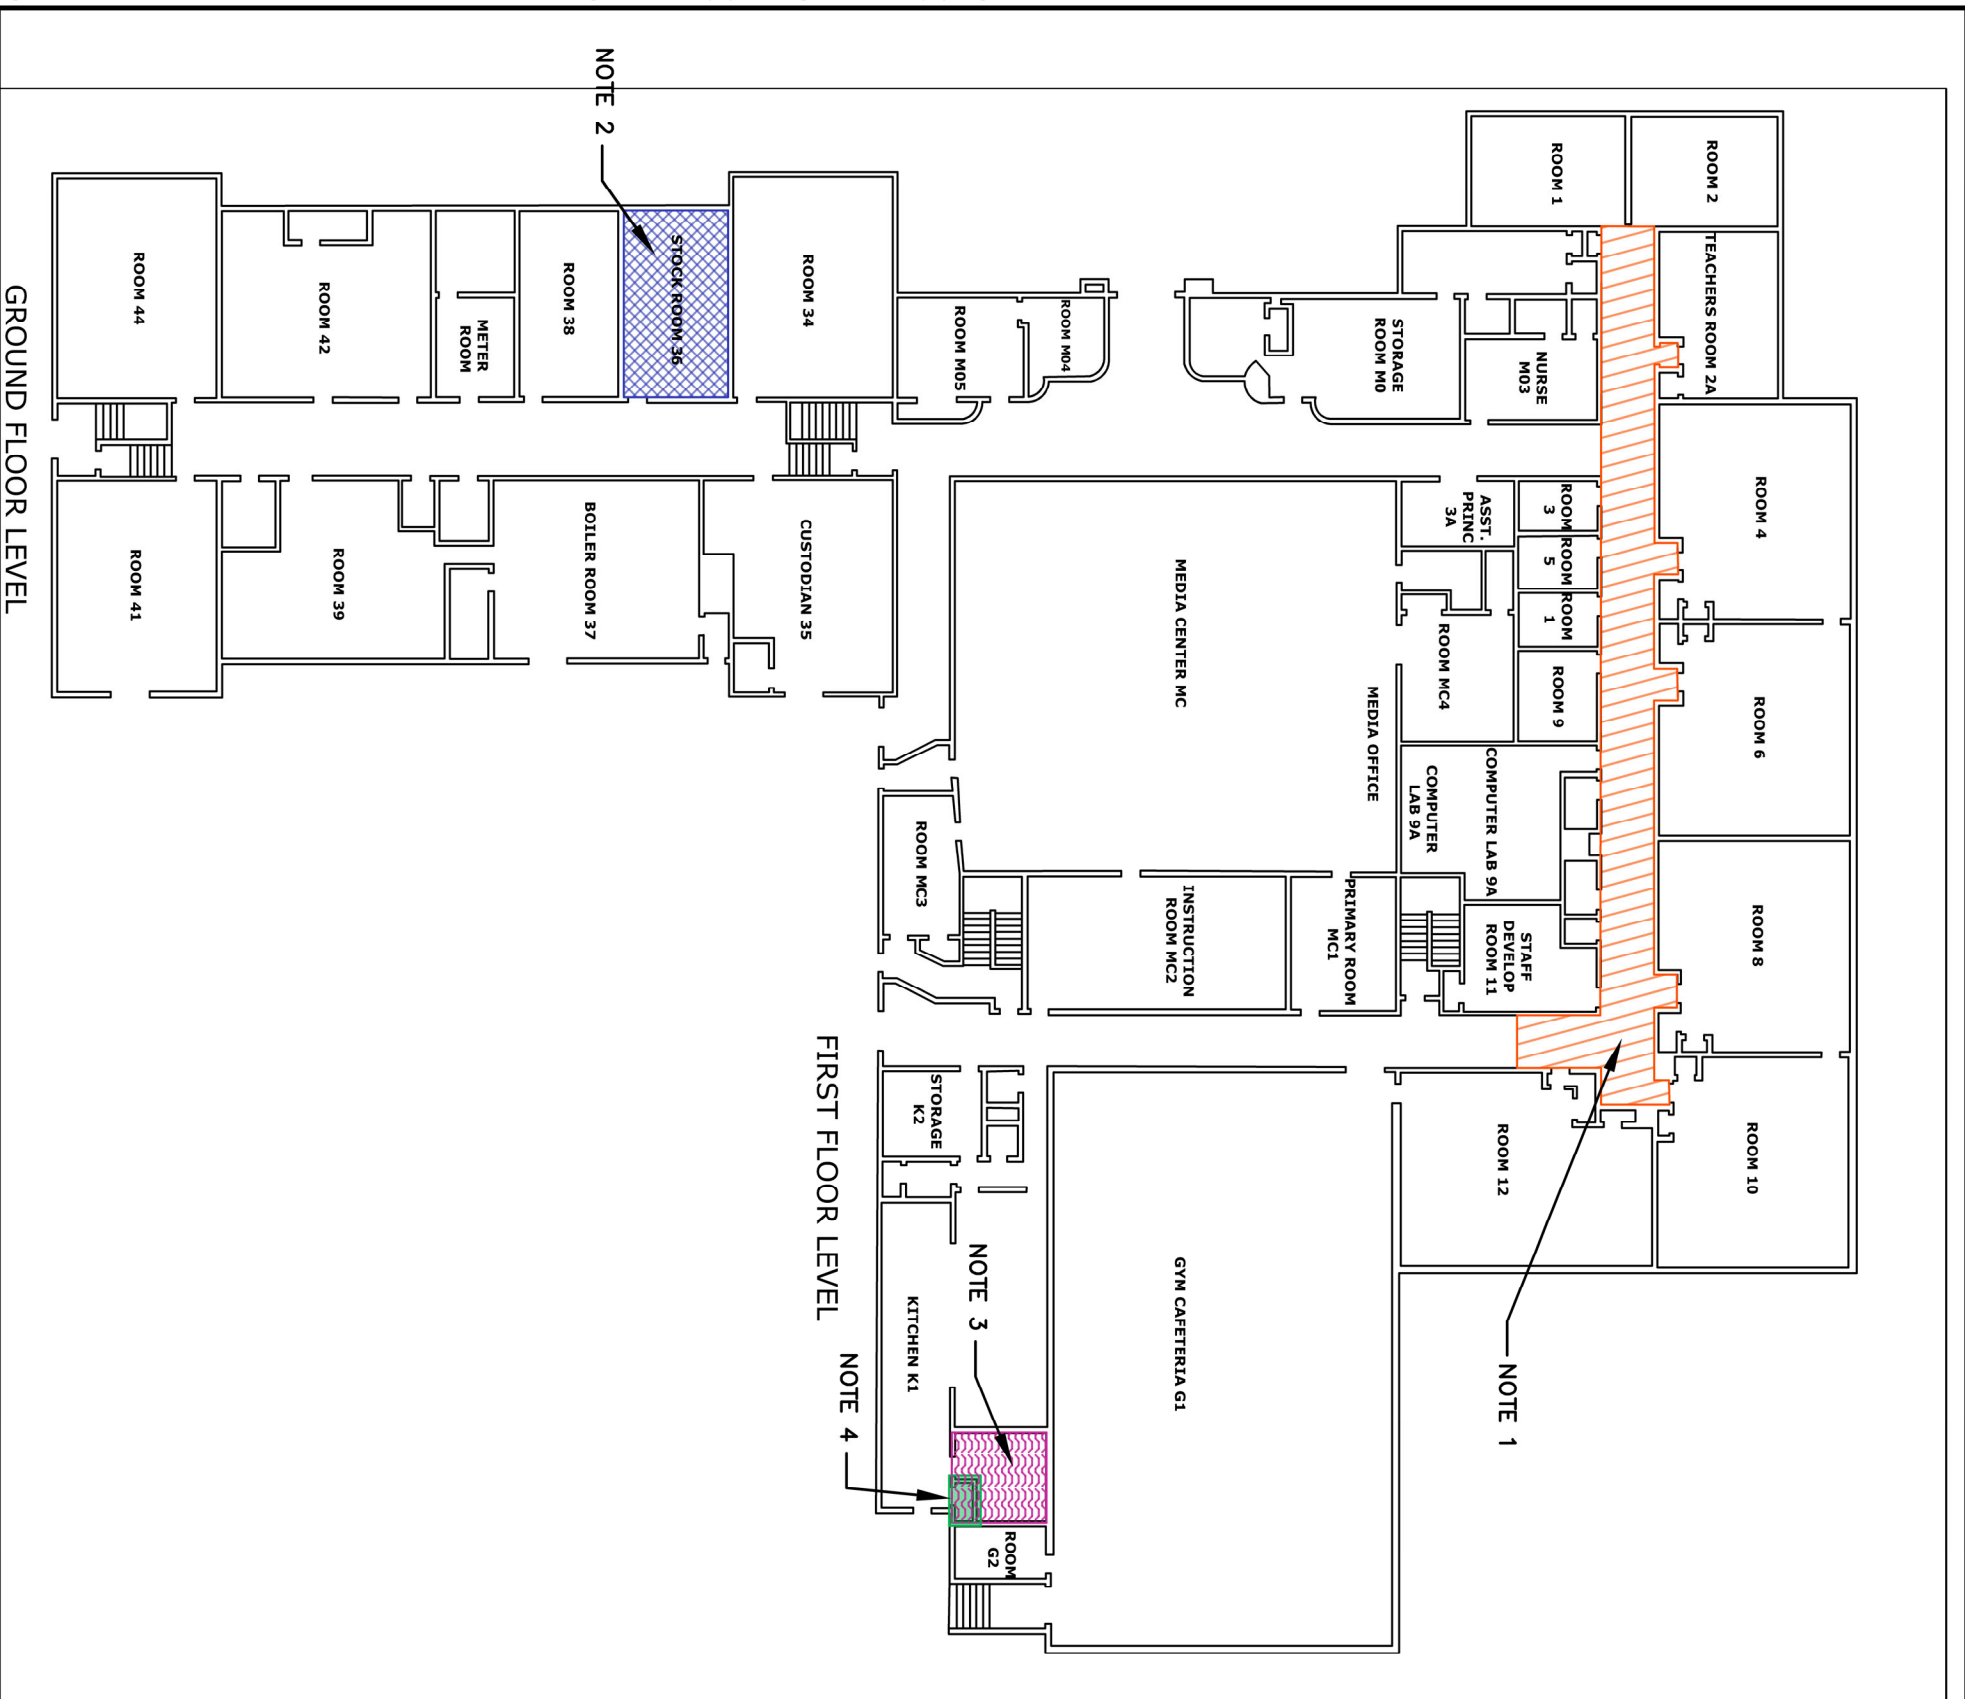 ROOM 2
ROOM 1
TEACHERS ROOM 2A
NURSE
M03
STORAGE
ROOM M0
ROOM M04
ROOM M05
ROOM 4
ROOM
3
ASST.
PRINC
3A
ROOM
5
ROOM
1
ROOM 9
ROOM MC4
ROOM 6
MEDIA OFFICE
MEDIA CENTER MC
COMPUTER LAB 9A
COMPUTER
LAB 9A
ROOM 8
STAFF
DEVELOP
ROOM 11
PRIMARY ROOM
MC1
INSTRUCTION
ROOM MC2
ROOM MC3
ROOM 10
ROOM 12
NOTE 1
GYM CAFETERIA G1
STORAGE
K2
KITCHEN K1
NOTE 3
NOTE 4
ROOM
G2
FIRST FLOOR LEVEL
NOTE 2
ROOM 34
STOCK ROOM 36
ROOM 38
METER
ROOM
ROOM 42
ROOM 44
CUSTODIAN 35
BOILER ROOM 37
ROOM 39
ROOM 41
GROUND FLOOR LEVEL